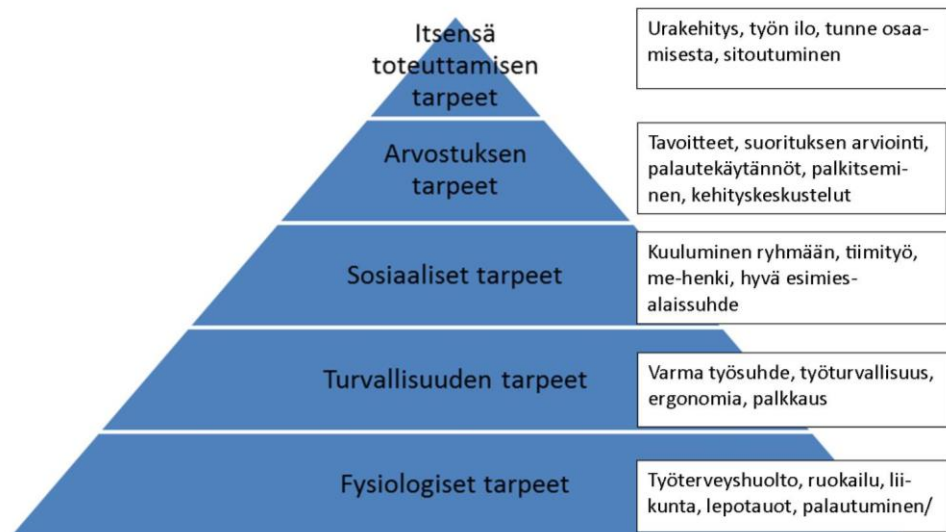 Itsensä
toteuttamisen
tarpeet
Urakehitys, työn ilo, tunne osaa-
misesta, sitoutuminen
Arvostuksen
tarpeet
Tavoitteet, suorituksen arviointi,
palautekäytännöt, palkitsemi-
nen, kehityskeskustelut
Sosiaaliset tarpeet
Kuuluminen ryhmään, tiimityö,
me-henki, hyvä esimies-
alaissuhde
Turvallisuuden tarpeet
Varma työsuhde, työturvallisuus,
ergonomia, palkkaus
Fysiologiset tarpeet
Työterveyshuolto, ruokailu, lii-
kunta, lepotauot, palautuminen/